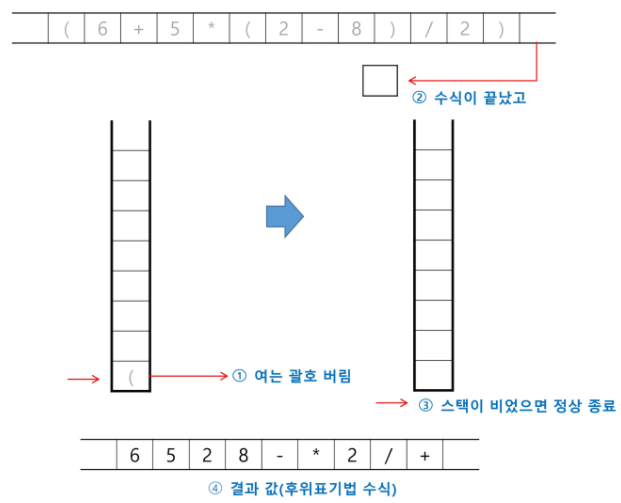 ( 6 + 5 * ( 2 - 8 ) / 2 )
② 수식이 끝났고
( ① 여는 괄호 버림
③ 스택이 비었으면 정상 종료
6 5 2 8 - * 2 / +
④ 결과 값(후위표기법 수식)